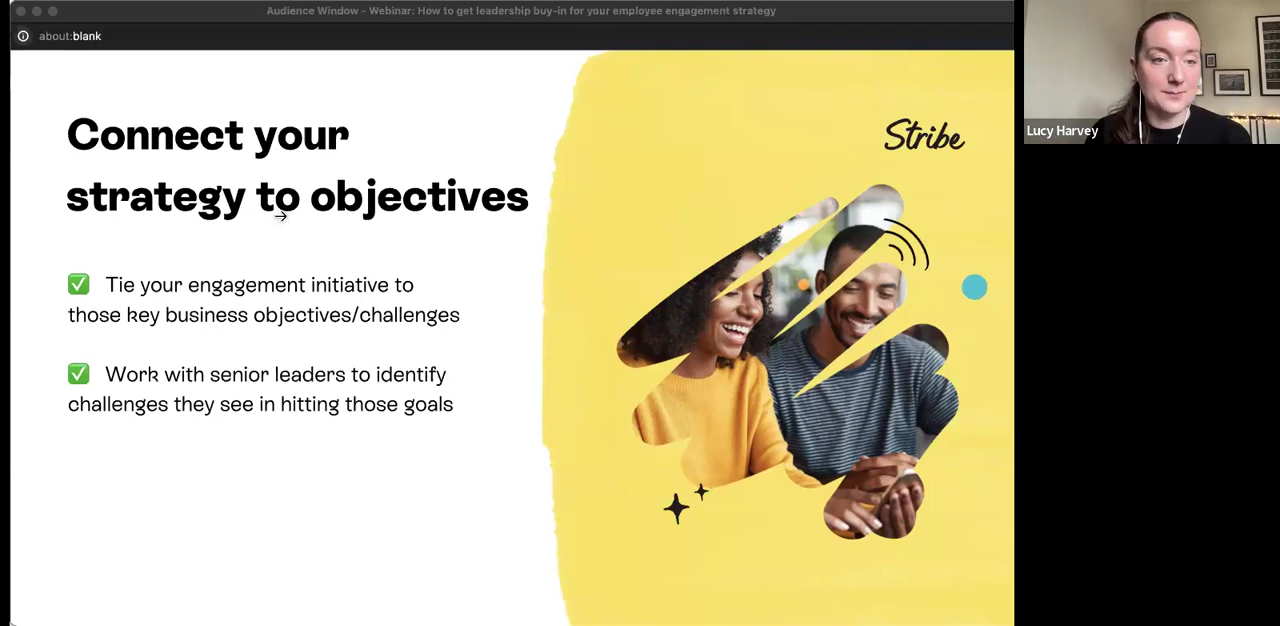 Audience Window - Webinar: How to get leadership buy-in for your employee engagement strategy
about:blank
Connect your
strategy to objectives
✅ Tie your engagement initiative to
those key business objectives/challenges
✅ Work with senior leaders to identify
challenges they see in hitting those goals
Stribe
Lucy Harvey